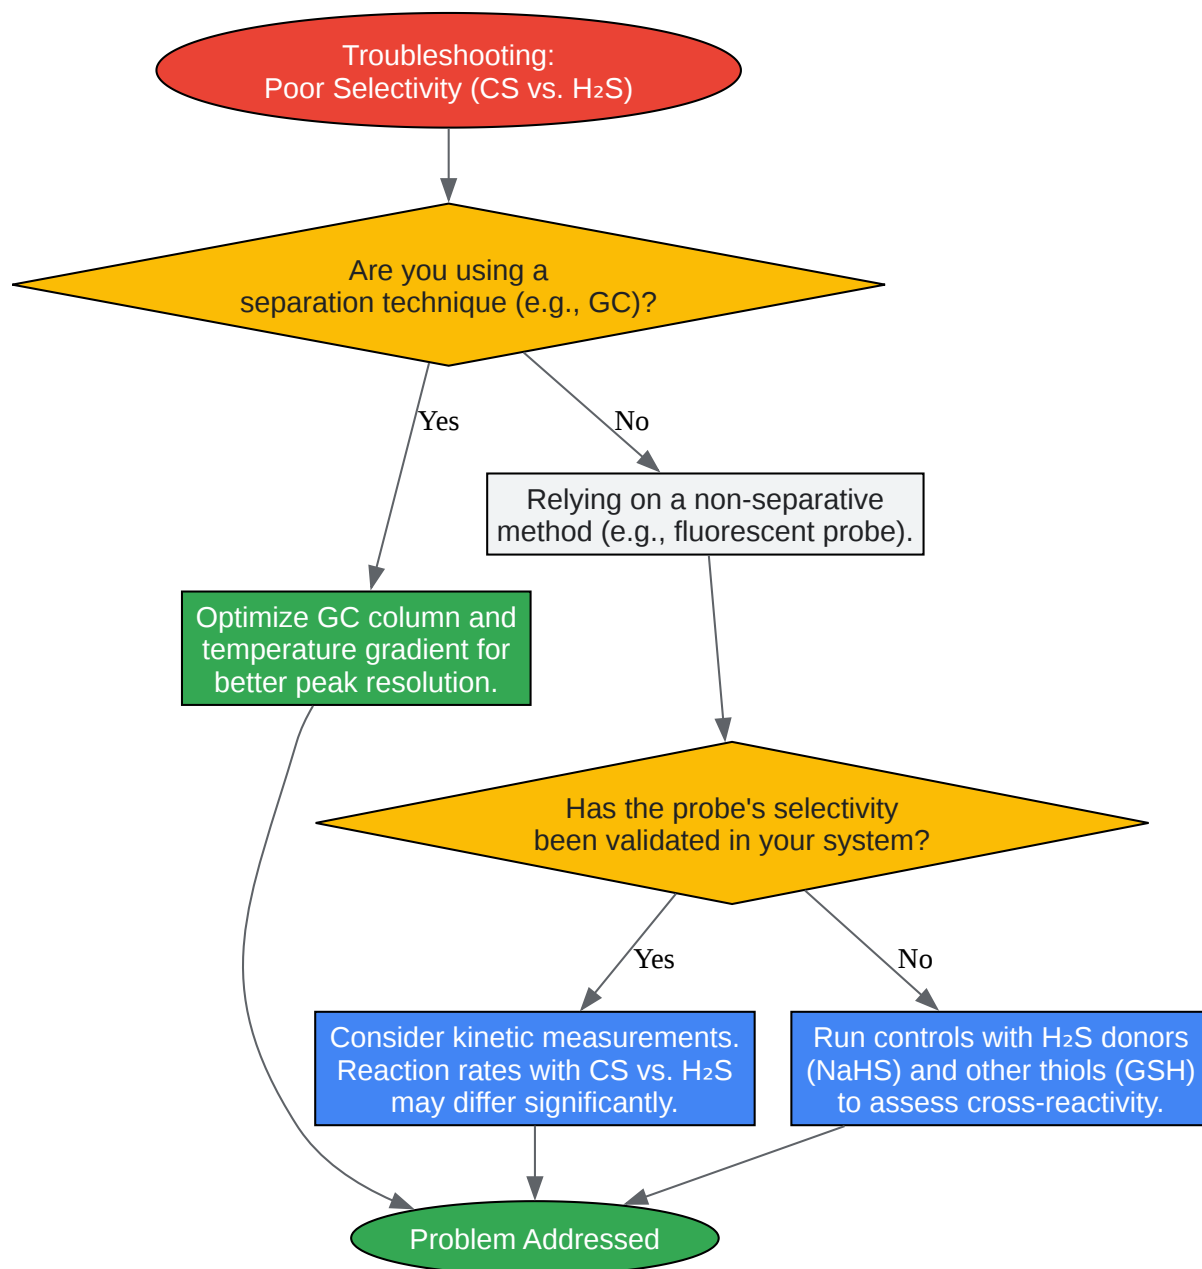 Troubleshooting:
Poor Selectivity (CS vs. H₂S)
Are you using a
separation technique (e.g., GC)?
Yes
No
Relying on a non-separative
method (e.g., fluorescent probe).
Optimize GC column and
temperature gradient for
better peak resolution.
Has the probe's selectivity
been validated in your system?
Yes
No
Consider kinetic measurements.
Reaction rates with CS vs. H₂S
may differ significantly.
Run controls with H₂S donors
(NaHS) and other thiols (GSH)
to assess cross-reactivity.
Problem Addressed